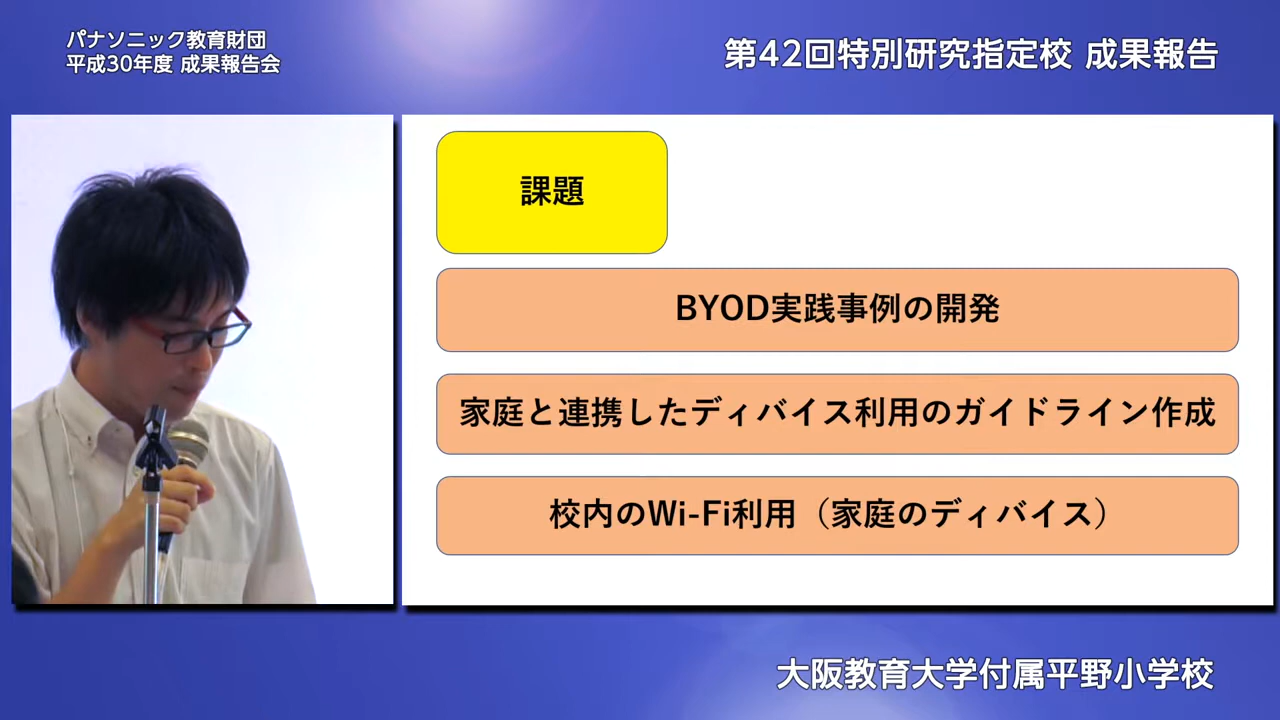 パナソニック教育財団
平成30年度 成果報告会
第42回特別研究指定校 成果報告
課題
BYOD実践事例の開発
家庭と連携したディバイス利用のガイドライン作成
校内のWi-Fi利用（家庭のディバイス）
大阪教育大学付属平野小学校